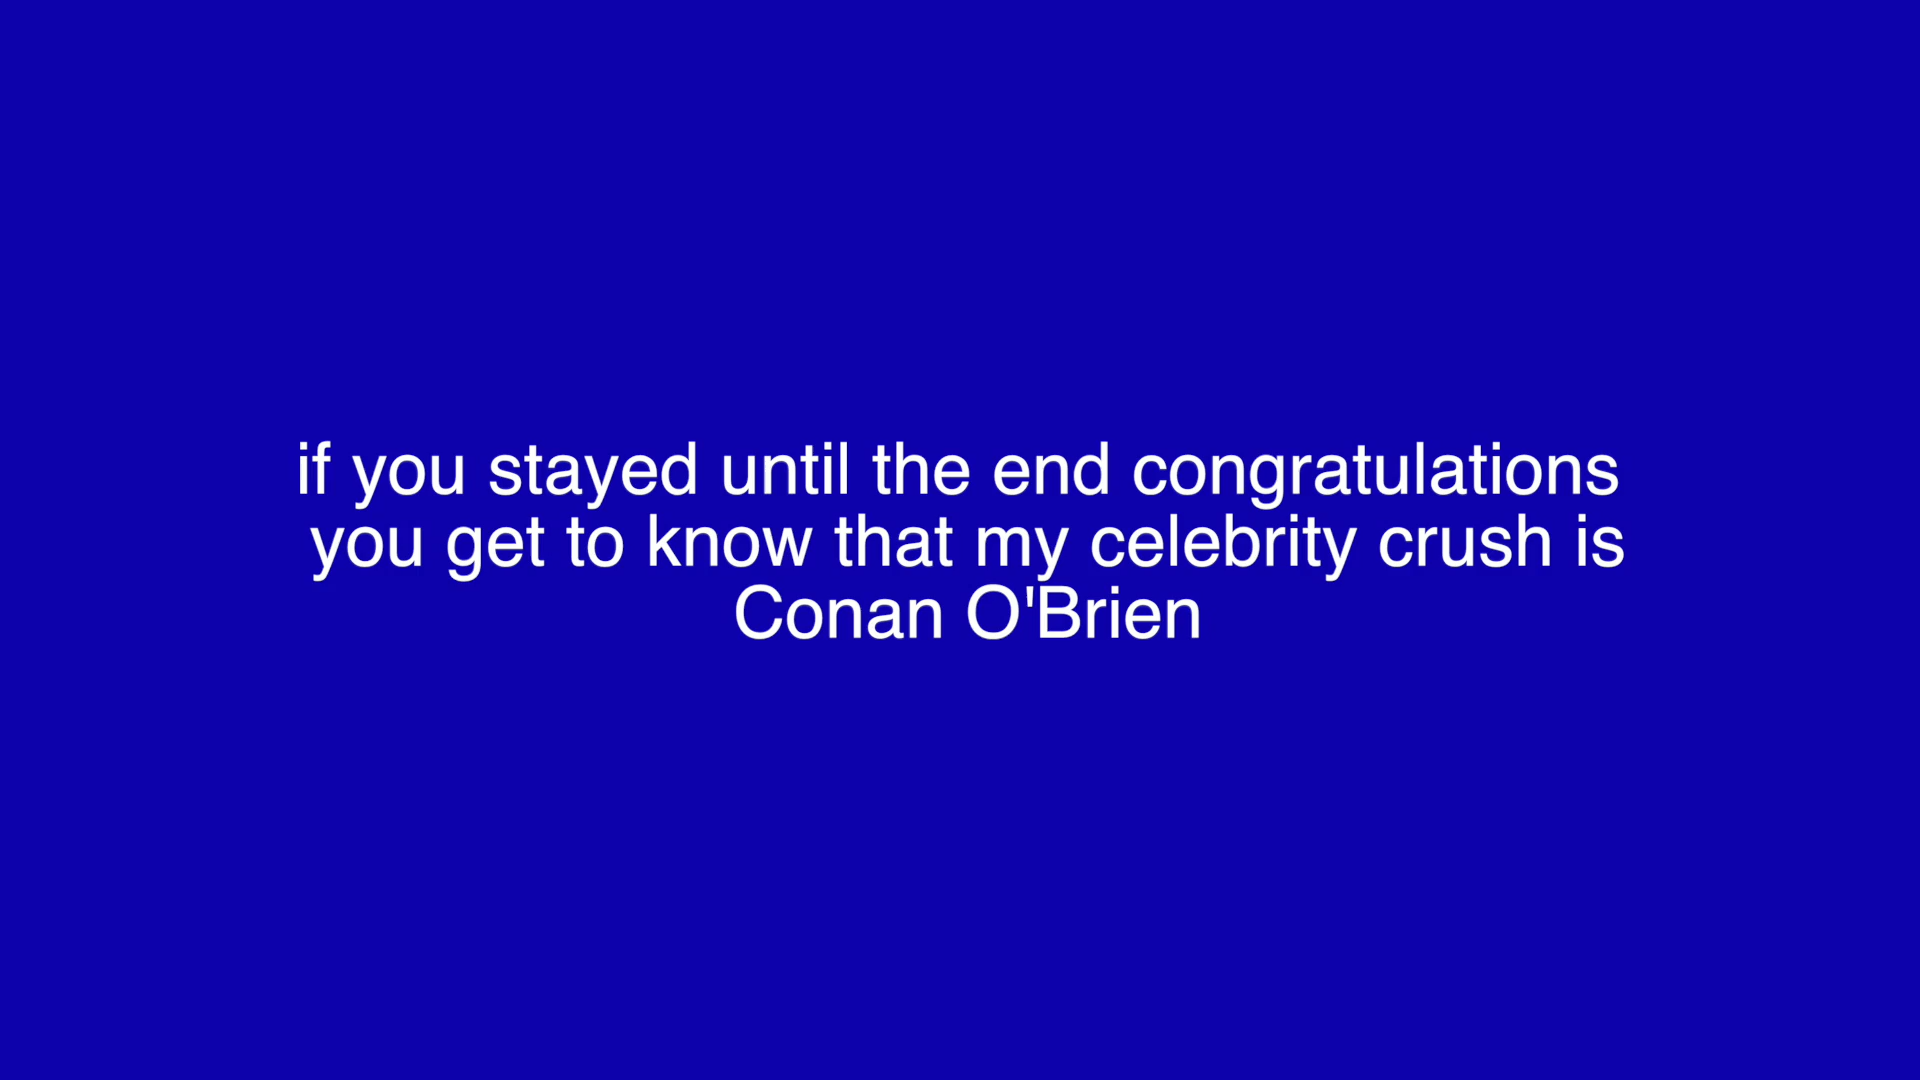 if you stayed until the end congratulations
you get to know that my celebrity crush is
Conan O'Brien